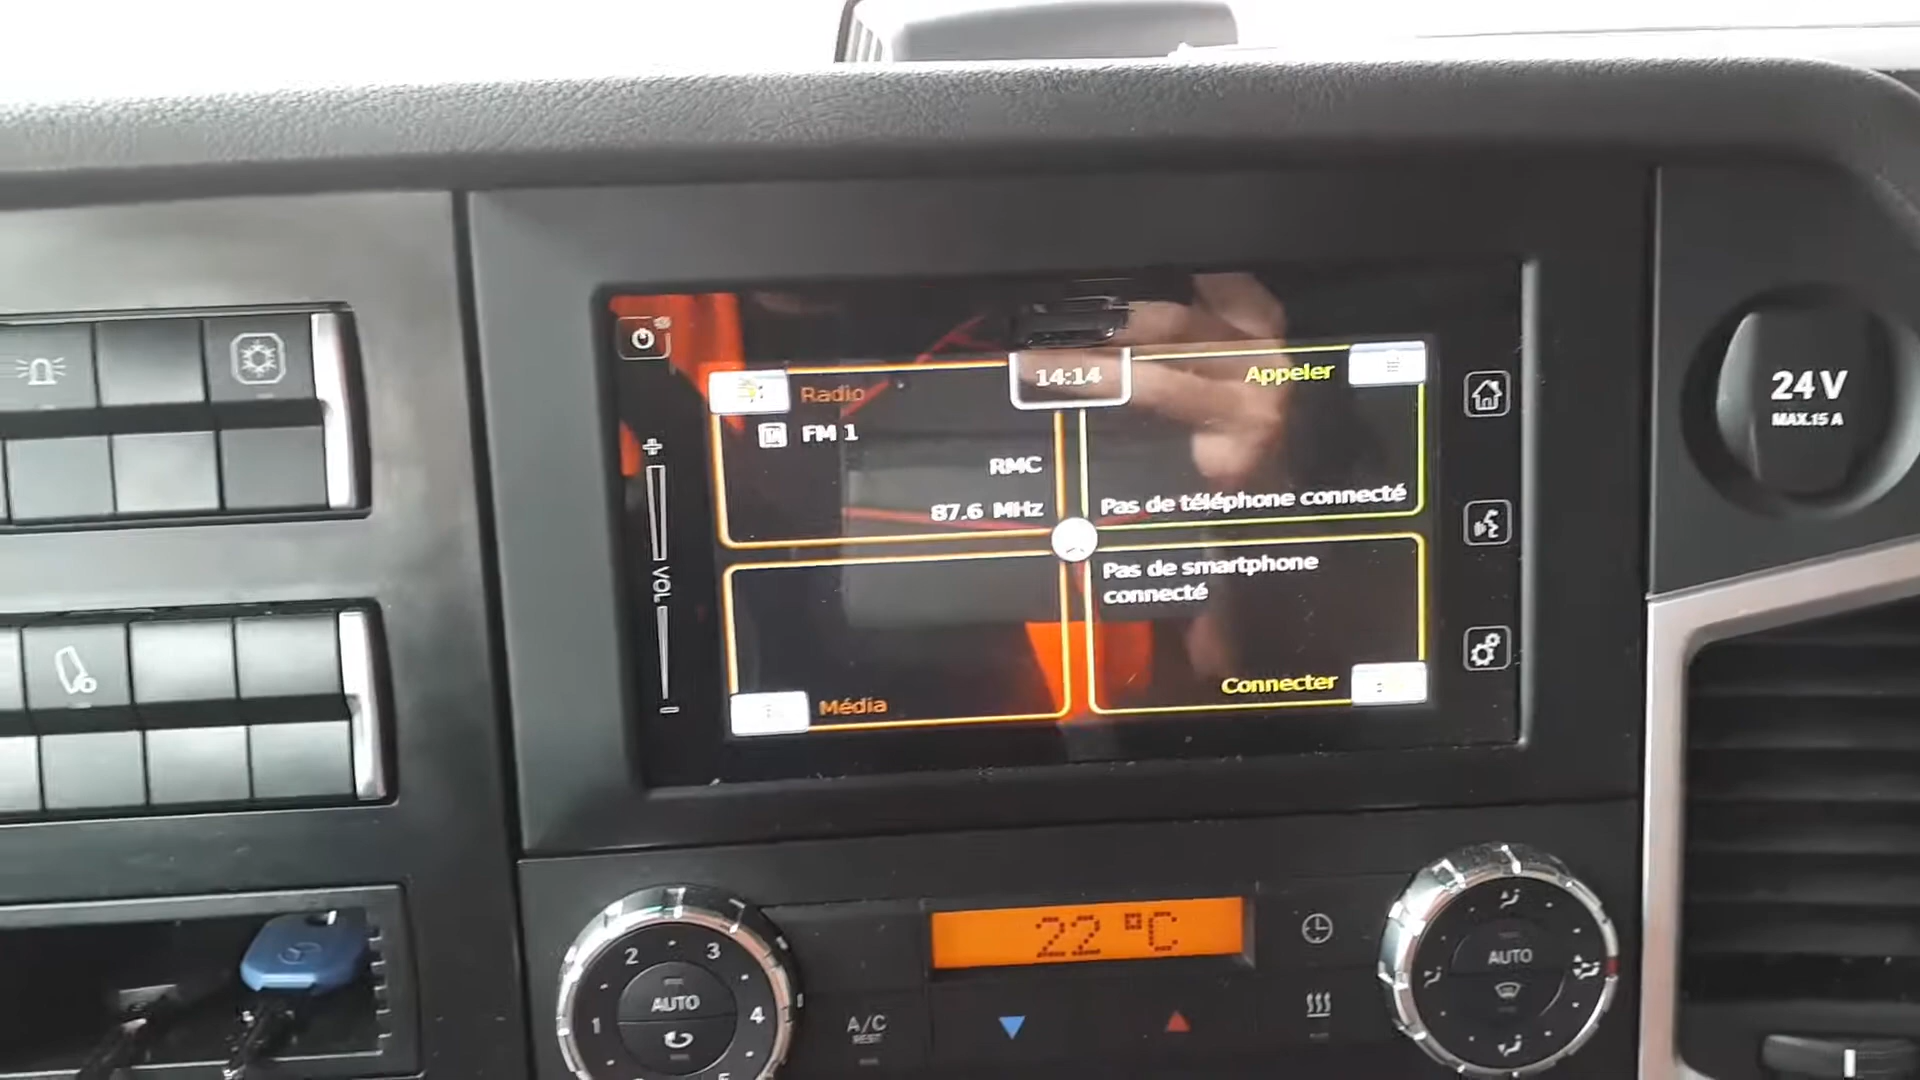 14:14
Radio
FM 1
RMC
87.6 MHz
Appeler
Pas de téléphone connecté
Pas de smartphone
connecté
Connecter
Média
+
VOL
24V
MAX.15 A
22 °C
1
2
3
4
AUTO
A/C
REST
AUTO